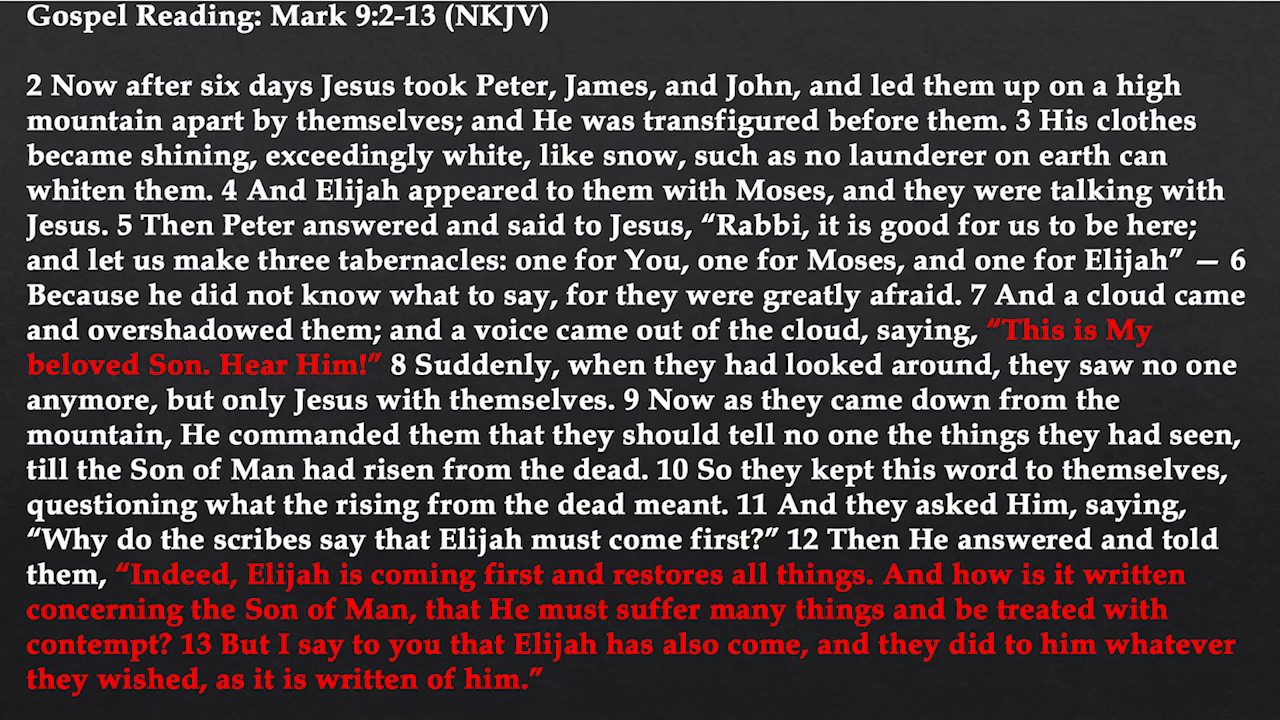 Gospel Reading: Mark 9:2-13 (NKJV)
2 Now after six days Jesus took Peter, James, and John, and led them up on a high
mountain apart by themselves; and He was transfigured before them. 3 His clothes
became shining, exceedingly white, like snow, such as no launderer on earth can
whiten them. 4 And Elijah appeared to them with Moses, and they were talking with
Jesus. 5 Then Peter answered and said to Jesus, “Rabbi, it is good for us to be here;
and let us make three tabernacles: one for You, one for Moses, and one for Elijah” — 6
Because he did not know what to say, for they were greatly afraid. 7 And a cloud came
and overshadowed them; and a voice came out of the cloud, saying, “This is My
beloved Son. Hear Him!” 8 Suddenly, when they had looked around, they saw no one
anymore, but only Jesus with themselves. 9 Now as they came down from the
mountain, He commanded them that they should tell no one the things they had seen,
till the Son of Man had risen from the dead. 10 So they kept this word to themselves,
questioning what the rising from the dead meant. 11 And they asked Him, saying,
“Why do the scribes say that Elijah must come first?” 12 Then He answered and told
them, “Indeed, Elijah is coming first and restores all things. And how is it written
concerning the Son of Man, that He must suffer many things and be treated with
contempt? 13 But I say to you that Elijah has also come, and they did to him whatever
they wished, as it is written of him.”